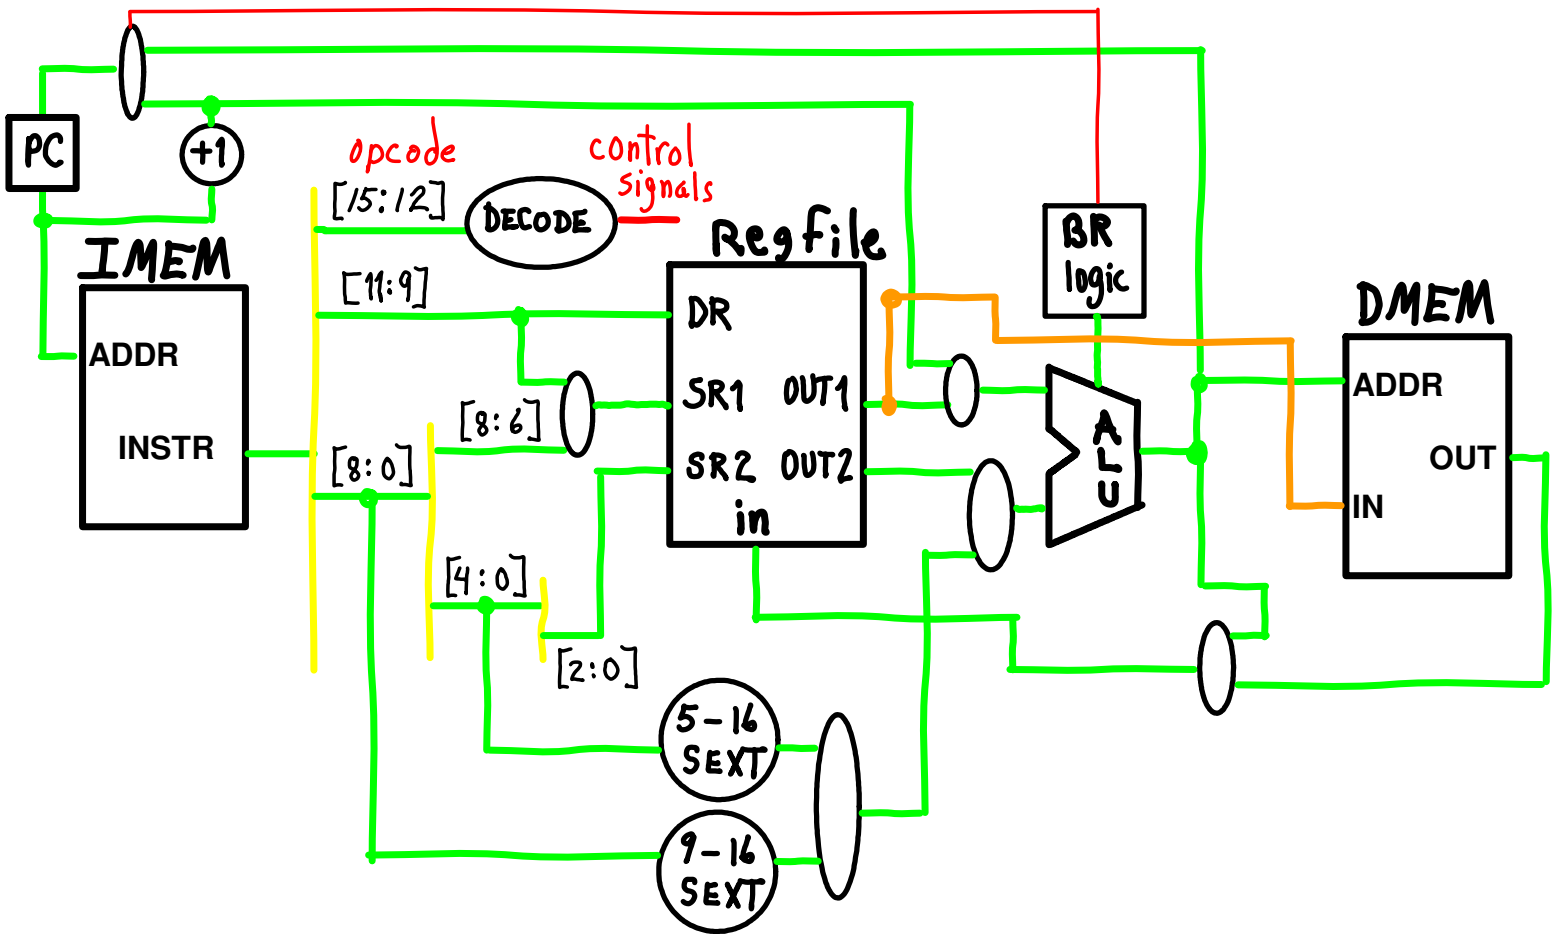 PC
+1
opcode
[15:12]
DECODE
control
signals
IMEM
ADDR
INSTR
[11:9]
[8:6]
[8:0]
[4:0]
[2:0]
Regfile
DR
SR1
OUT1
SR2
OUT2
in
BR
logic
ALU
DMEM
ADDR
OUT
IN
5-16
SEXT
9-16
SEXT